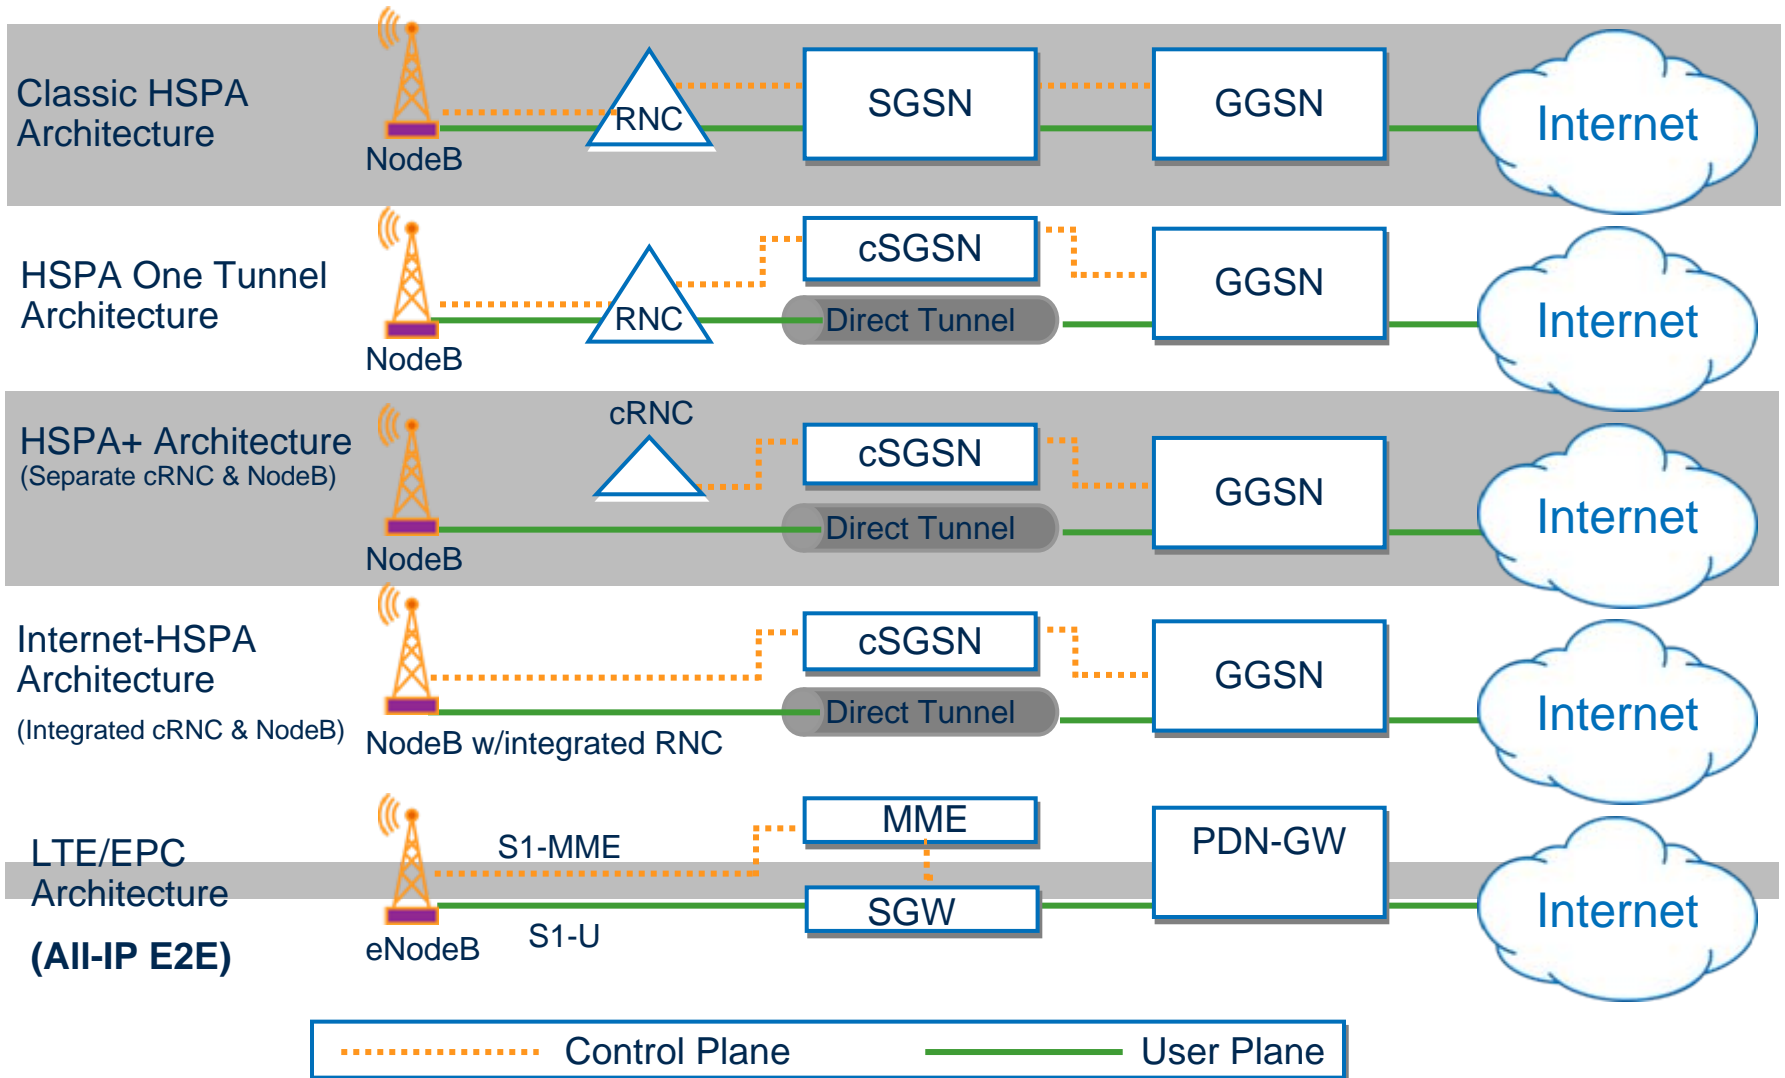 Classic HSPA
Architecture
NodeB
RNC
SGSN
GGSN
Internet
HSPA One Tunnel
Architecture
NodeB
RNC
cSGSN
Direct Tunnel
GGSN
Internet
HSPA+ Architecture
(Separate cRNC & NodeB)
NodeB
cRNC
cSGSN
Direct Tunnel
GGSN
Internet
Internet-HSPA
Architecture
(Integrated cRNC & NodeB)
NodeB w/integrated RNC
cSGSN
Direct Tunnel
GGSN
Internet
LTE/EPC
Architecture
(All-IP E2E)
eNodeB
S1-MME
S1-U
MME
SGW
PDN-GW
Internet
Control Plane
User Plane